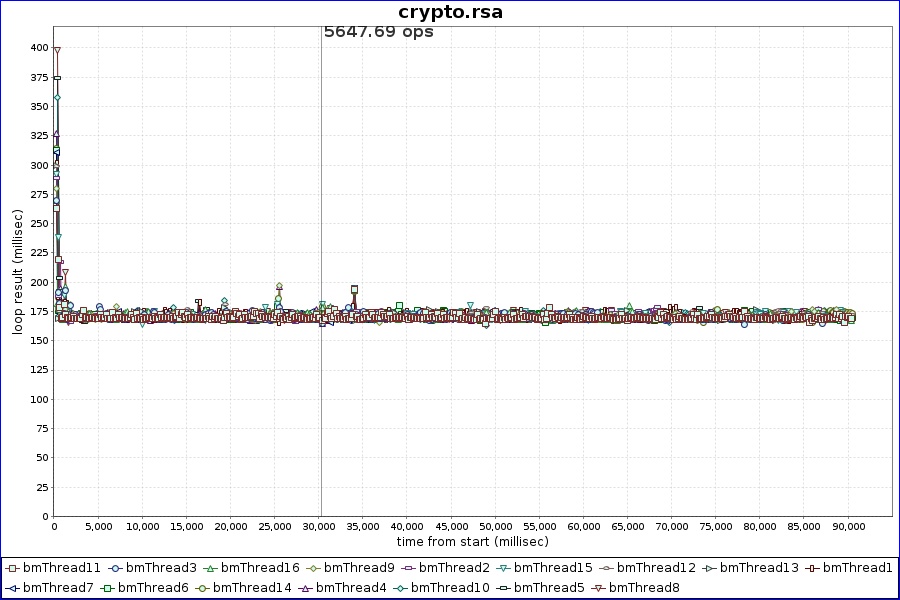 crypto.rsa
5647.69 ops
400
375
350
325
300
275
250
225
200
175
150
125
100
75
50
25
0
loop result (millisec)
0 5,000 10,000 15,000 20,000 25,000 30,000 35,000 40,000 45,000 50,000 55,000 60,000 65,000 70,000 75,000 80,000 85,000 90,000
time from start (millisec)
bmThread11 bmThread3 bmThread16 bmThread9 bmThread2 bmThread15 bmThread12 bmThread13 bmThread1
bmThread7 bmThread6 bmThread14 bmThread4 bmThread10 bmThread5 bmThread8